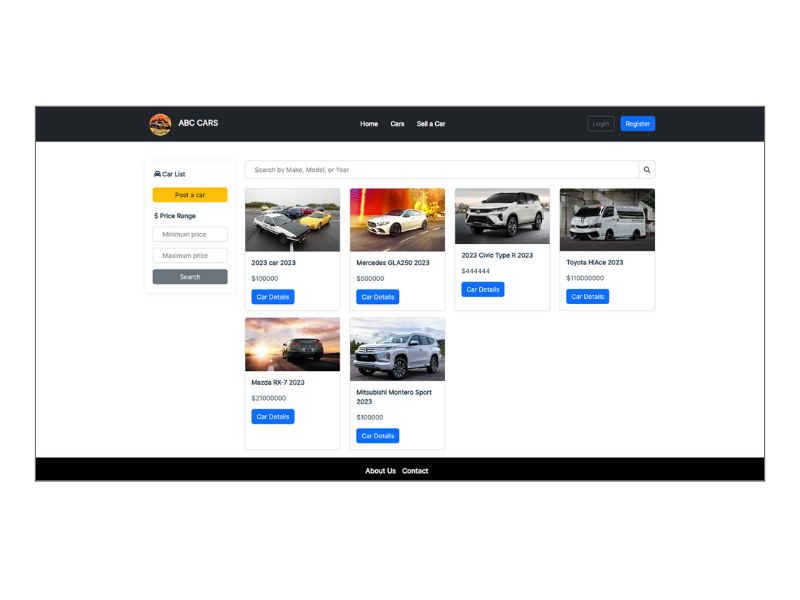 ABC CARS
Home Cars Sell a Car
Login Register
Car List
Post a car
$ Price Range
Minimum price
Maximum price
Search
Search by Make, Model, or Year
2023 car 2023
$100000
Car Details
Mercedes GLA250 2023
$500000
Car Details
2023 Civic Type R 2023
$444444
Car Details
Toyota HiAce 2023
$110000000
Car Details
Mazda RX-7 2023
$21000000
Car Details
Mitsubishi Montero Sport
2023
$100000
Car Details
About Us Contact